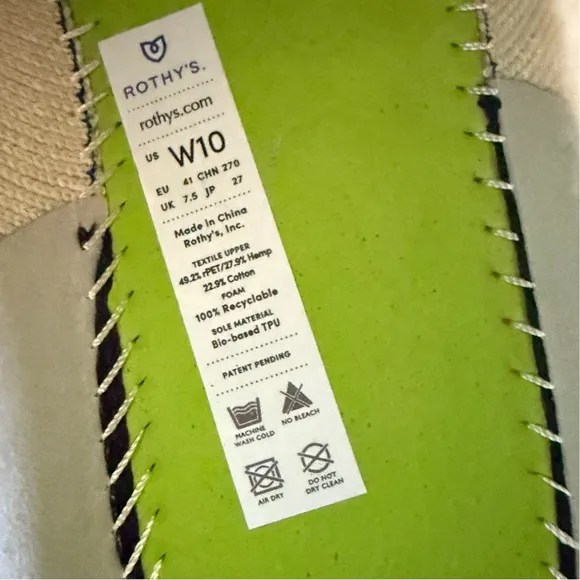 ROTHY'S.
rothys.com
US W10
EU 41 CHN 270
UK 7.5 JP 27
Made in China
Rothy's, Inc.
TEXTILE UPPER
49.2% rPET/27.9% Hemp
22.9% Cotton
FOAM
100% Recyclable
SOLE MATERIAL
Bio-based TPU
PATENT PENDING
MACHINE
WASH COLD
NO BLEACH
AIR DRY
DO NOT
DRY CLEAN